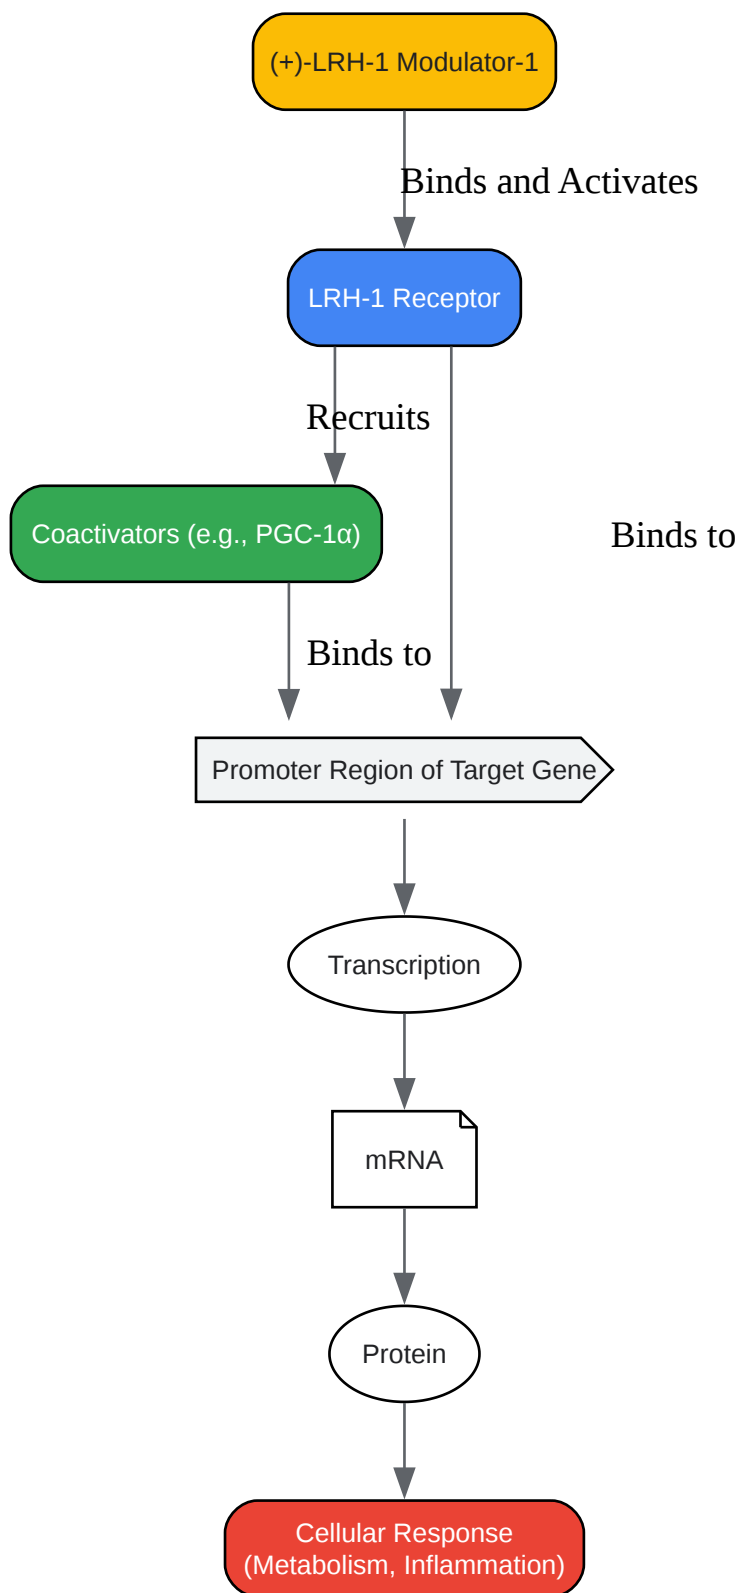 (+)-LRH-1 Modulator-1
Binds and Activates
LRH-1 Receptor
Recruits
Coactivators (e.g., PGC-1α)
Binds to
Binds to
Promoter Region of Target Gene
Transcription
mRNA
Protein
Cellular Response
(Metabolism, Inflammation)